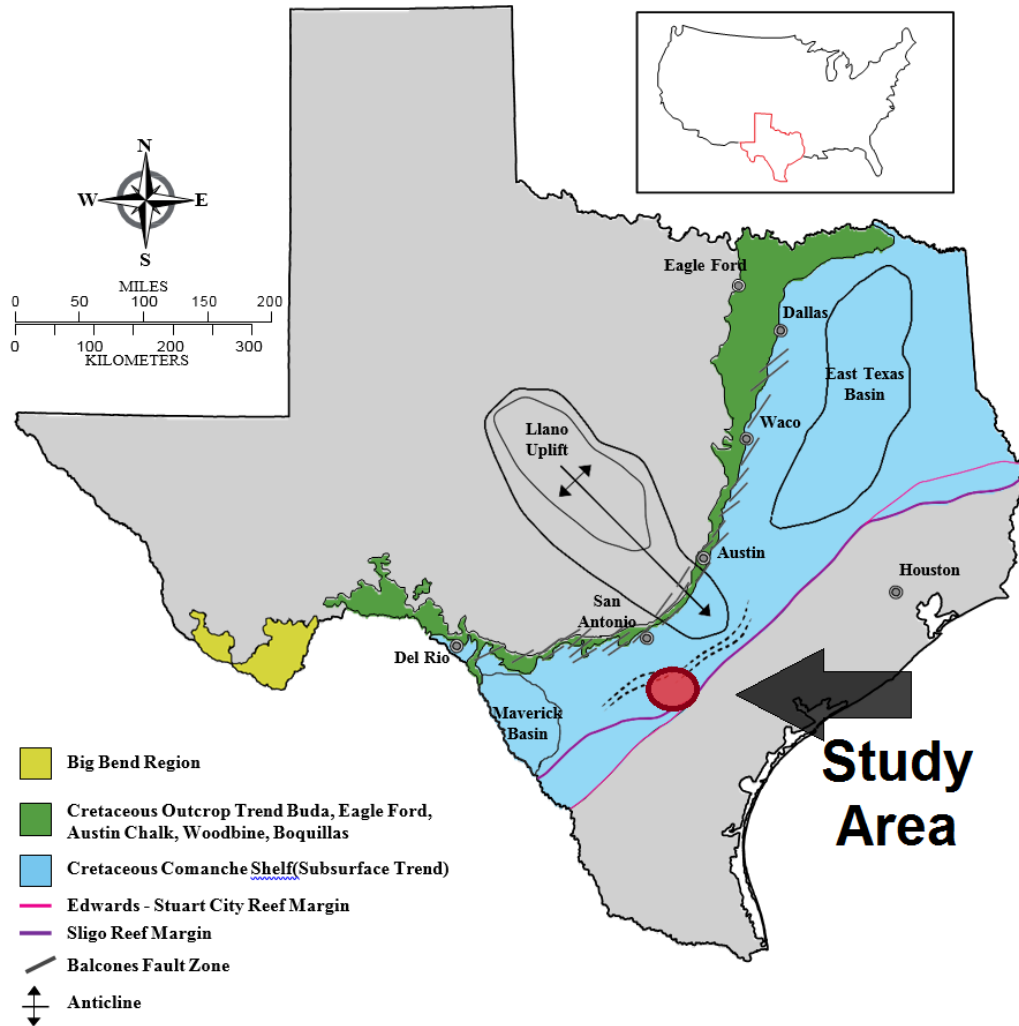 N
W
E
S
MILES
0 50 100 150 200
0 100 200 300
KILOMETERS
Eagle Ford
Dallas
East Texas
Basin
Llano
Uplift
Waco
Austin
Houston
San
Antonio
Del Rio
Maverick
Basin
Study
Area
Big Bend Region
Cretaceous Outcrop Trend Buda, Eagle Ford,
Austin Chalk, Woodbine, Boquillas
Cretaceous Comanche Shelf(Subsurface Trend)
Edwards - Stuart City Reef Margin
Sligo Reef Margin
Balcones Fault Zone
Anticline